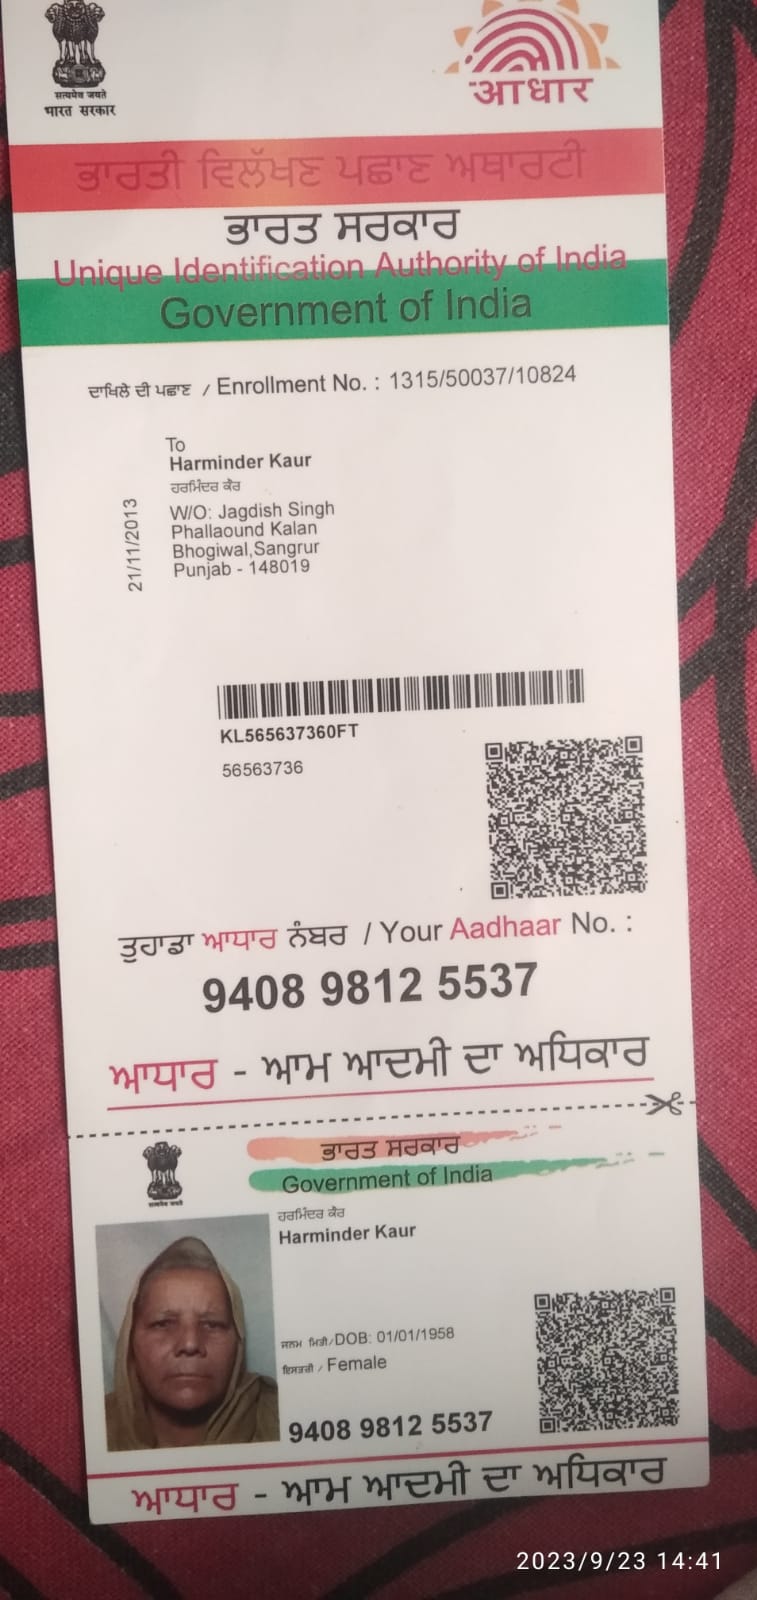 सत्यमेव जयते
भारत सरकार
आधार
ਭਾਰਤੀ ਵਿਲੱਖਣ ਪਛਾਣ ਅਥਾਰਟੀ
ਭਾਰਤ ਸਰਕਾਰ
Unique Identification Authority of India
Government of India
ਦਾਖਿਲੇ ਦੀ ਪਛਾਣ / Enrollment No. : 1315/50037/10824
21/11/2013
To
Harminder Kaur
ਹਰਮਿੰਦਰ ਕੌਰ
W/O: Jagdish Singh
Phallaound Kalan
Bhogiwal,Sangrur
Punjab - 148019
KL565637360FT
56563736
ਤੁਹਾਡਾ ਆਧਾਰ ਨੰਬਰ / Your Aadhaar No. :
9408 9812 5537
ਆਧਾਰ - ਆਮ ਆਦਮੀ ਦਾ ਅਧਿਕਾਰ
सत्यमेव जयते
ਭਾਰਤ ਸਰਕਾਰ
Government of India
ਹਰਮਿੰਦਰ ਕੌਰ
Harminder Kaur
ਜਨਮ ਮਿਤੀ/DOB: 01/01/1958
ਇਸਤਰੀ / Female
9408 9812 5537
ਆਧਾਰ - ਆਮ ਆਦਮੀ ਦਾ ਅਧਿਕਾਰ
2023/9/23 14:41